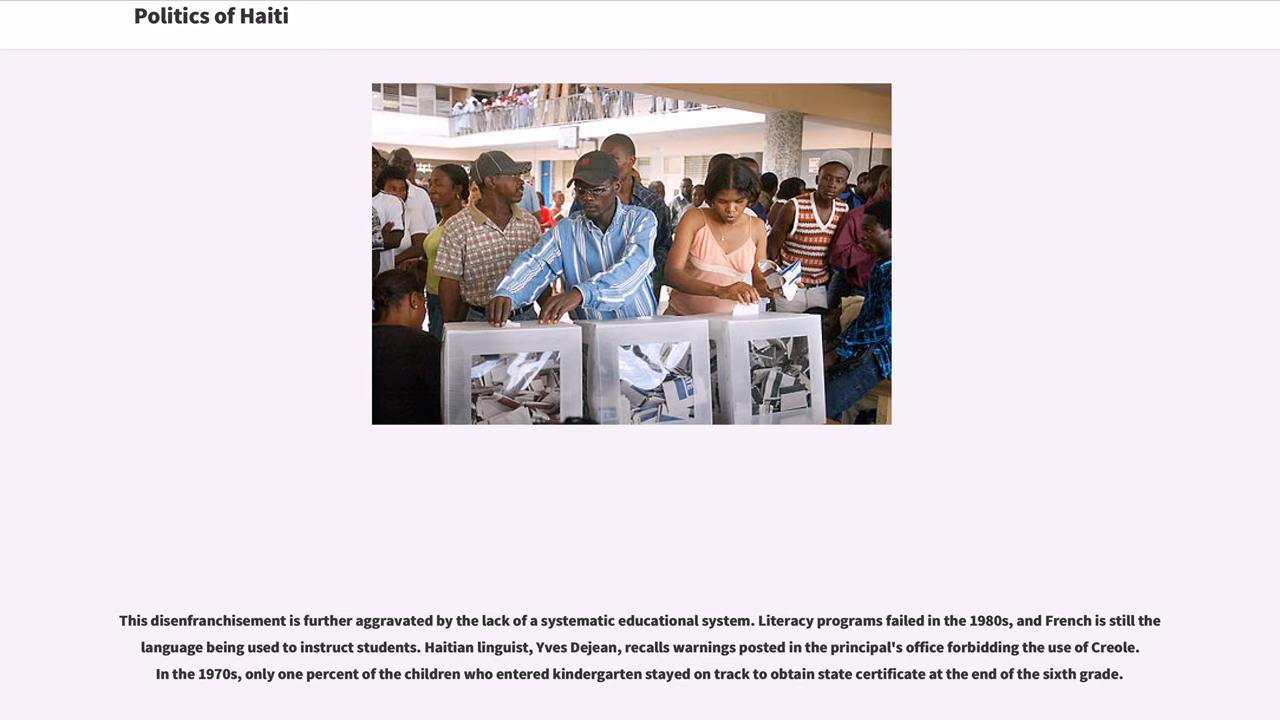 Politics of Haiti
This disenfranchisement is further aggravated by the lack of a systematic educational system. Literacy programs failed in the 1980s, and French is still the
language being used to instruct students. Haitian linguist, Yves Dejean, recalls warnings posted in the principal's office forbidding the use of Creole.
In the 1970s, only one percent of the children who entered kindergarten stayed on track to obtain state certificate at the end of the sixth grade.